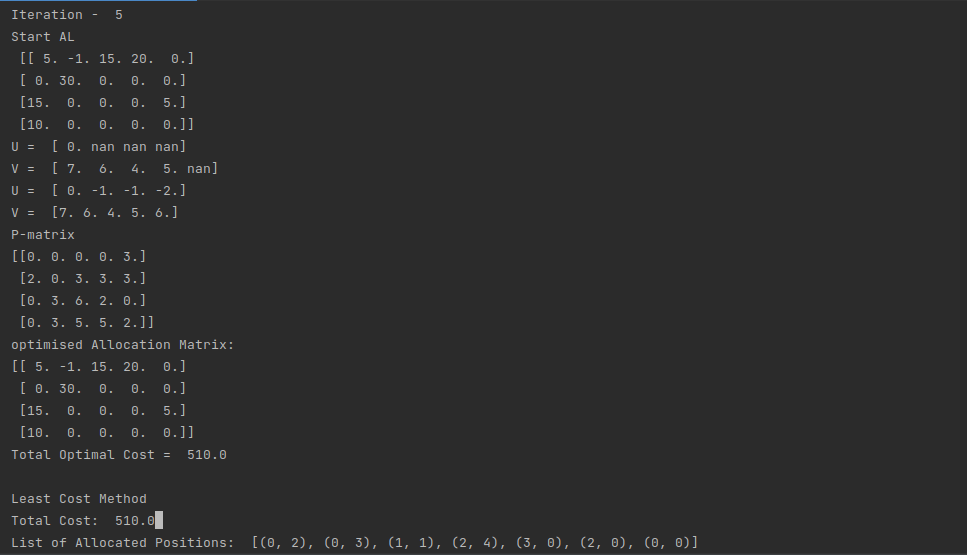 Iteration -  5
Start AL
 [[ 5. -1. 15. 20.  0.]
 [ 0. 30.  0.  0.  0.]
 [15.  0.  0.  0.  5.]
 [10.  0.  0.  0.  0.]]
U =  [ 0. nan nan nan]
V =  [ 7.  6.  4.  5. nan]
U =  [ 0. -1. -1. -2.]
V =  [7. 6. 4. 5. 6.]
P-matrix
[[0. 0. 0. 0. 3.]
 [2. 0. 3. 3. 3.]
 [0. 3. 6. 2. 0.]
 [0. 3. 5. 5. 2.]]
optimised Allocation Matrix:
[[ 5. -1. 15. 20.  0.]
 [ 0. 30.  0.  0.  0.]
 [15.  0.  0.  0.  5.]
 [10.  0.  0.  0.  0.]]
Total Optimal Cost =  510.0
Least Cost Method
Total Cost:  510.0
List of Allocated Positions:  [(0, 2), (0, 3), (1, 1), (2, 4), (3, 0), (2, 0), (0, 0)]